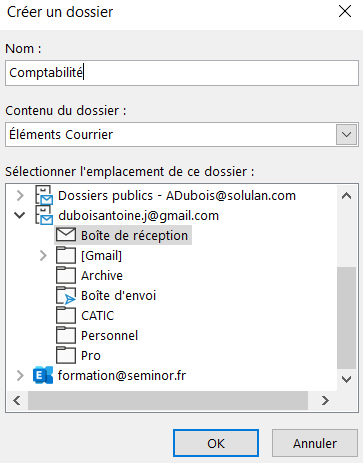 Créer un dossier
Nom :
Comptabilité
Contenu du dossier :
Éléments Courrier
Sélectionner l'emplacement de ce dossier :
Dossiers publics - ADubois@solulan.com
duboisantoine.j@gmail.com
Boîte de réception
[Gmail]
Archive
Boîte d'envoi
CATIC
Personnel
Pro
formation@seminor.fr
OK
Annuler